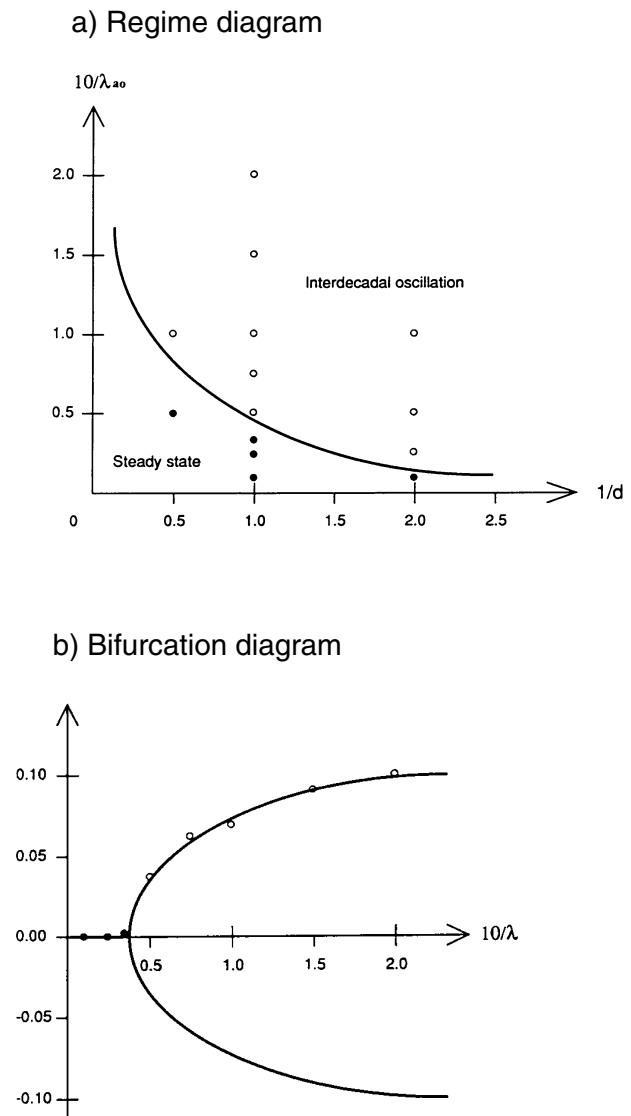 a) Regime diagram
10/λao
2.0
1.5
Interdecadal oscillation
1.0
0.5
Steady state
1/d
0 0.5 1.0 1.5 2.0 2.5
b) Bifurcation diagram
0.10
0.05
0.00
10/λ
0.5 1.0 1.5 2.0
-0.05
-0.10